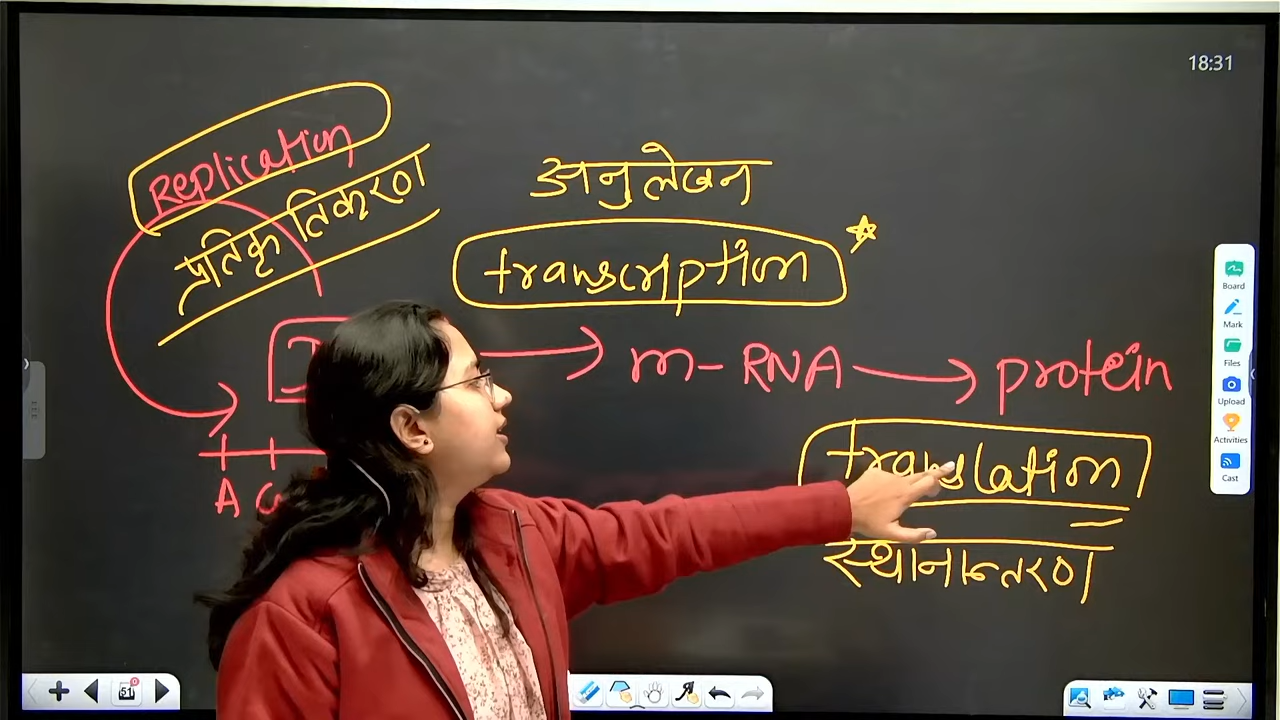 18:31
Replication
प्रतिकृतिकरण
अनुलेखन
transcription
m-RNA
protein
translation
स्थानान्तरण
A
Board
Mark
Files
Upload
Activities
Cast
51
0